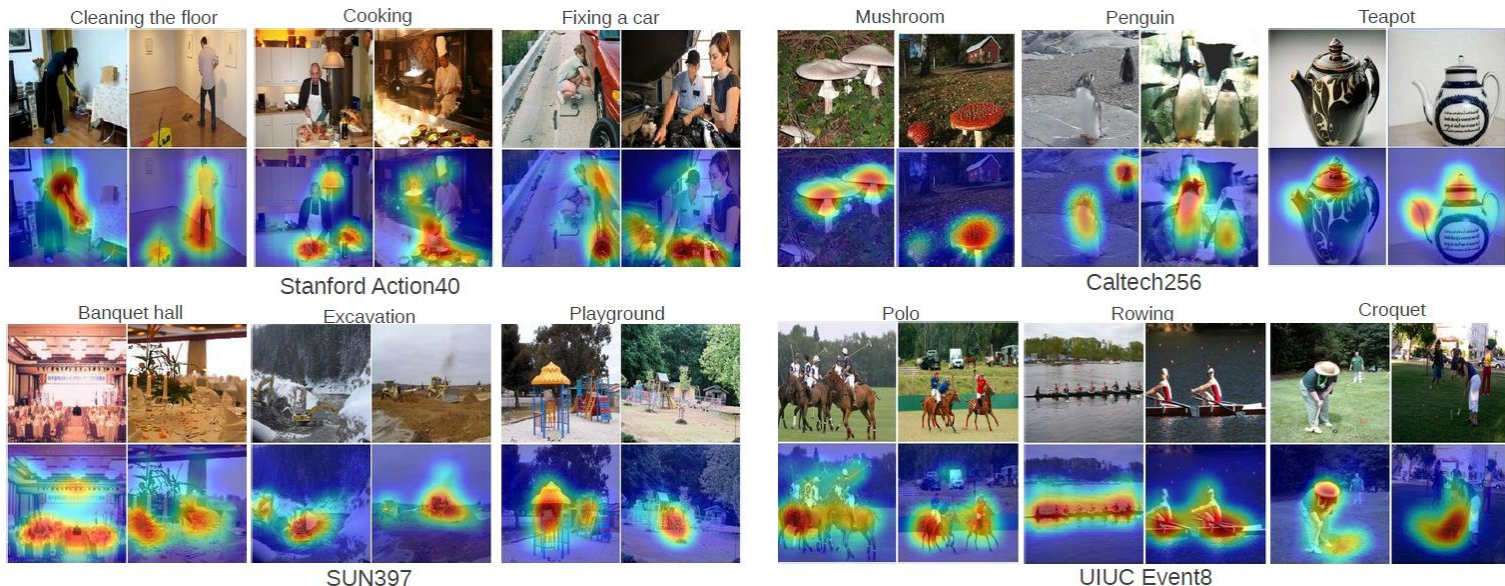 Cleaning the floor
Cooking
Fixing a car
Mushroom
Penguin
Teapot
Stanford Action40
Caltech256
Banquet hall
Excavation
Playground
Polo
Rowing
Croquet
SUN397
UIUC Event8